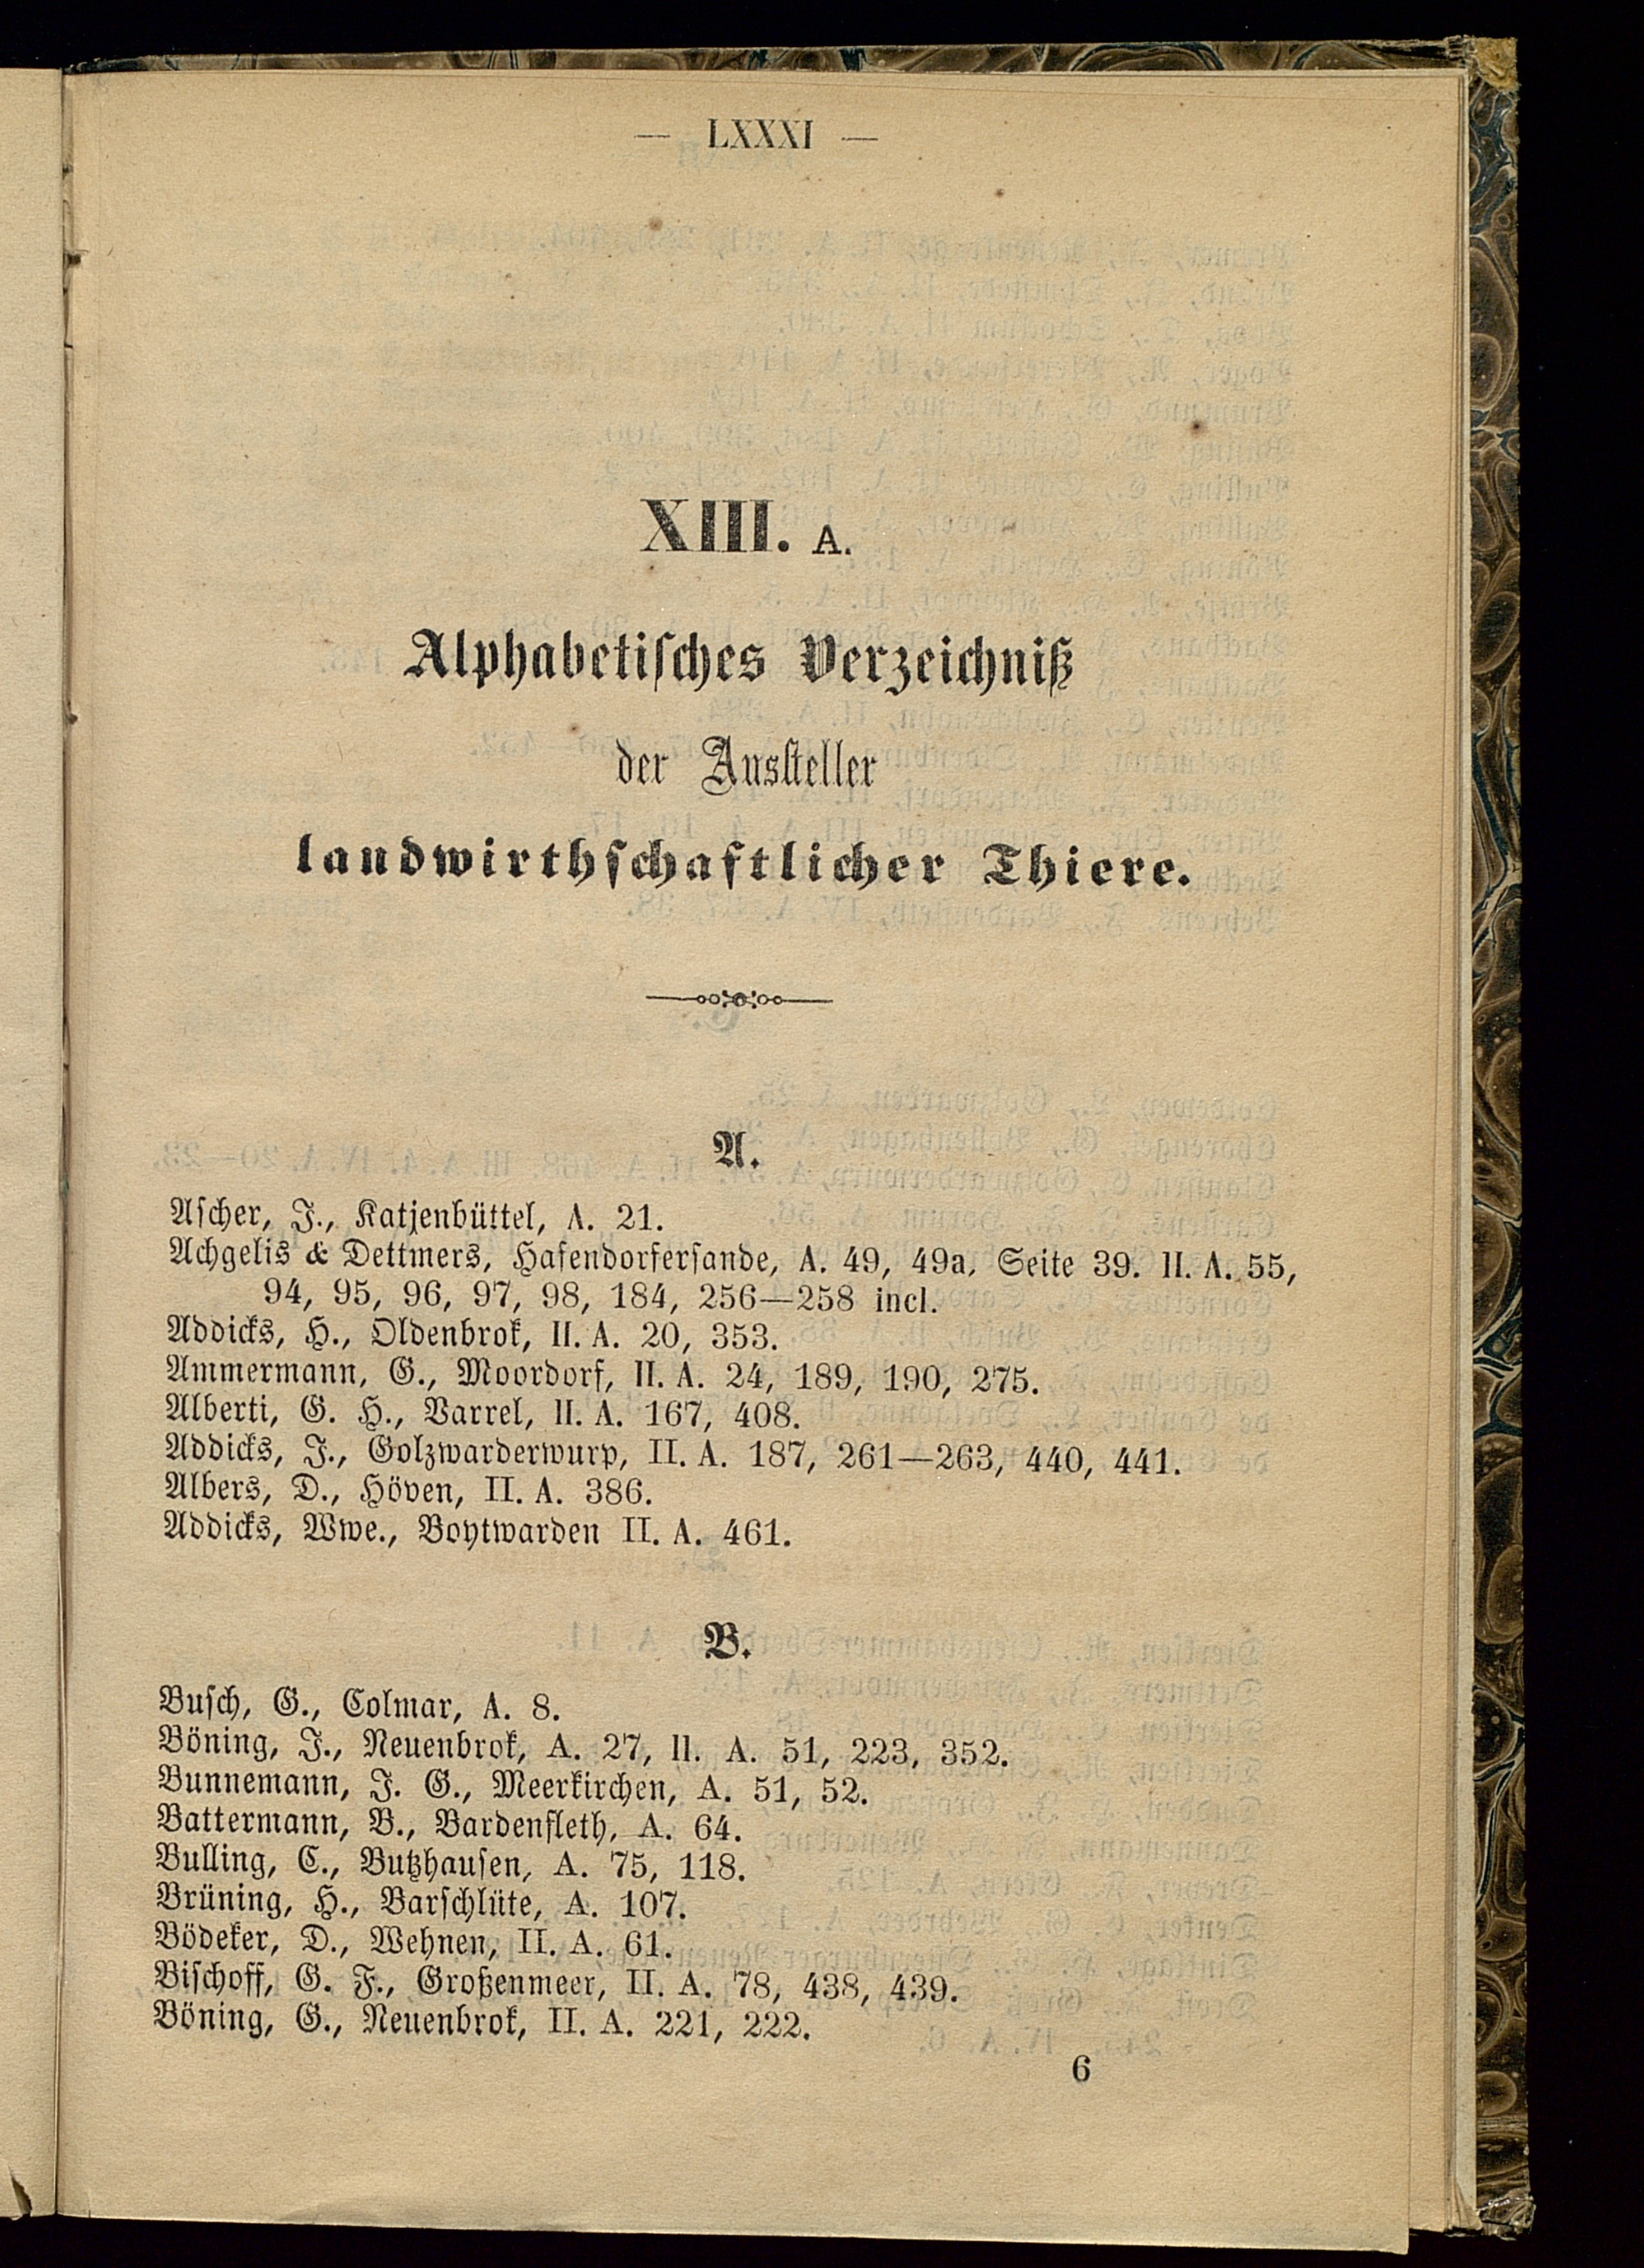 — LXXXI —
XIII. A.
Alphabetiſches Verzeichniß
der Ausſteller
landwirthſchaftlicher Thiere.
A.
Aſcher, J., Katjenbüttel, A. 21.
Achgelis & Dettmers, Hafendorferſande, A. 49, 49a, Seite 39. II. A. 55,
94, 95, 96, 97, 98, 184, 256—258 incl.
Addicks, H., Oldenbrok, II. A. 20, 353.
Ammermann, G., Moordorf, II. A. 24, 189, 190, 275.
Alberti, G. H., Varrel, II. A. 167, 408.
Addicks, J., Golzwarderwurp, II. A. 187, 261—263, 440, 441.
Albers, D., Höven, II. A. 386.
Addicks, Wwe., Boytwarden II. A. 461.
B.
Buſch, G., Colmar, A. 8.
Böning, J., Neuenbrok, A. 27, II. A. 51, 223, 352.
Bunnemann, J. G., Meerkirchen, A. 51, 52.
Battermann, B., Bardenfleth, A. 64.
Bulling, C., Butzhauſen, A. 75, 118.
Brüning, H., Barſchlüte, A. 107.
Bödeker, D., Wehnen, II. A. 61.
Biſchoff, G. F., Großenmeer, II. A. 78, 438, 439.
Böning, G., Neuenbrok, II. A. 221, 222.
6